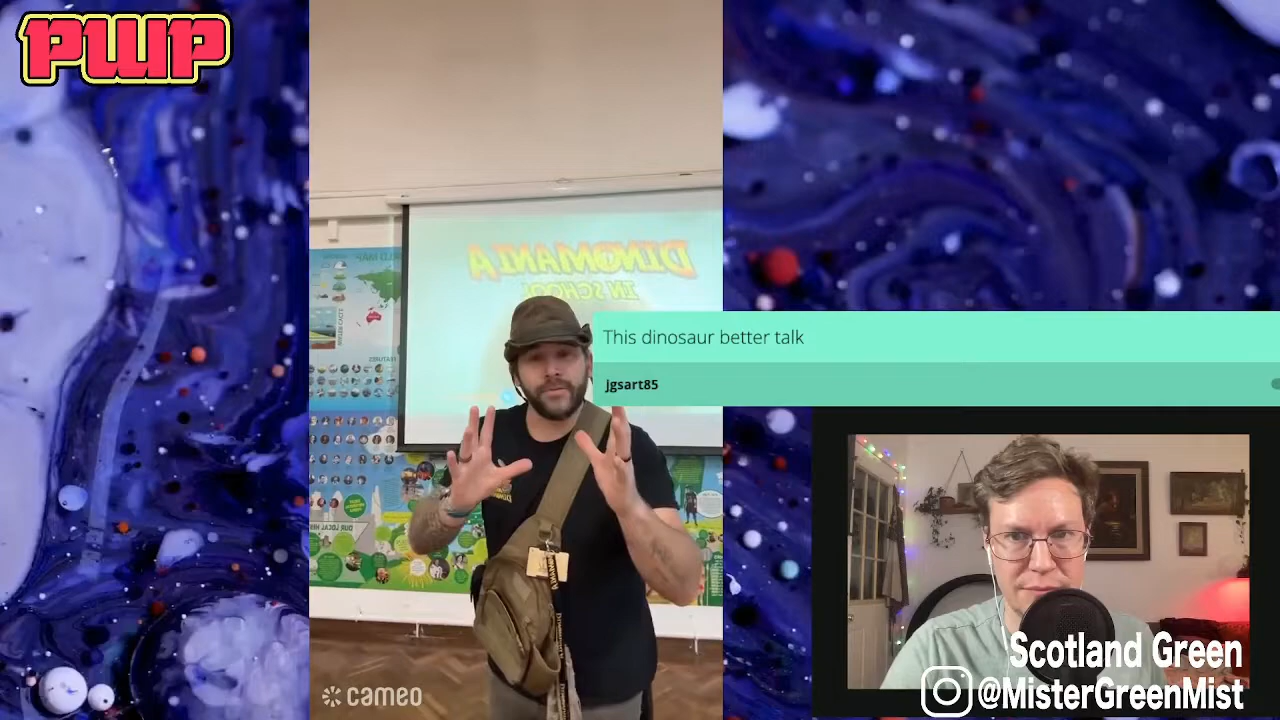 PWP
DINOMANIA
IN SCHOOL
This dinosaur better talk
Jgsart85
cameo
Scotland Green
@MisterGreenMist